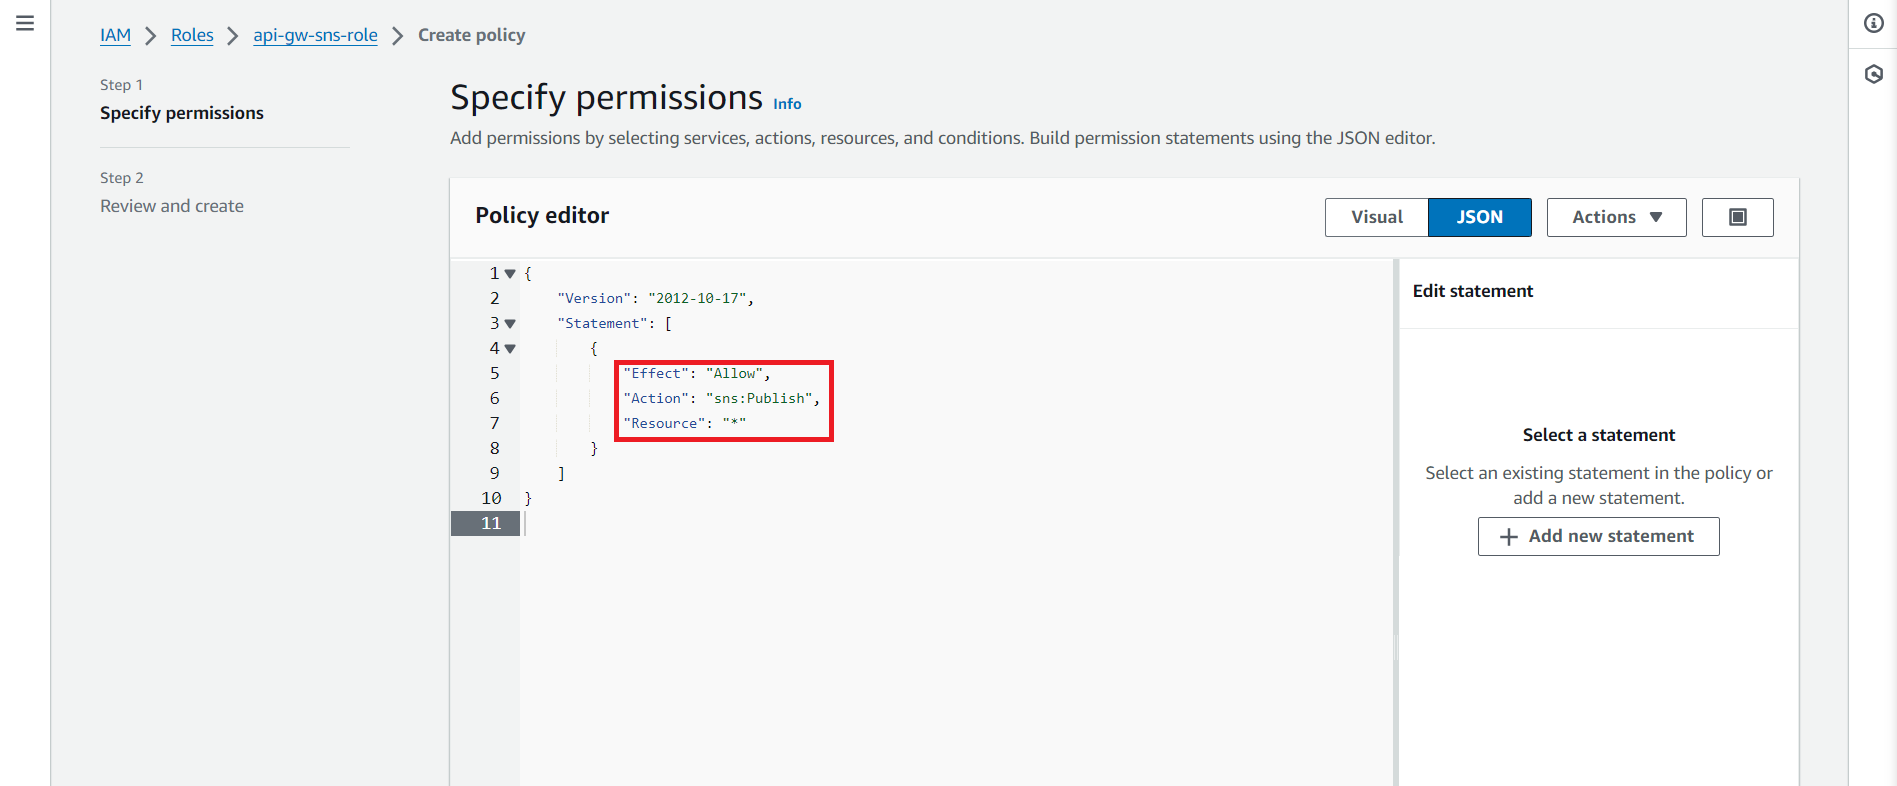 IAM > Roles > api-gw-sns-role > Create policy
Step 1
Specify permissions
Step 2
Review and create
Specify permissions Info
Add permissions by selecting services, actions, resources, and conditions. Build permission statements using the JSON editor.
Policy editor
Visual JSON Actions
1 {
2 "Version": "2012-10-17",
3 "Statement": [
4 {
5 "Effect": "Allow",
6 "Action": "sns:Publish",
7 "Resource": "*"
8 }
9 ]
10 }
11
Edit statement
Select a statement
Select an existing statement in the policy or
add a new statement.
+ Add new statement